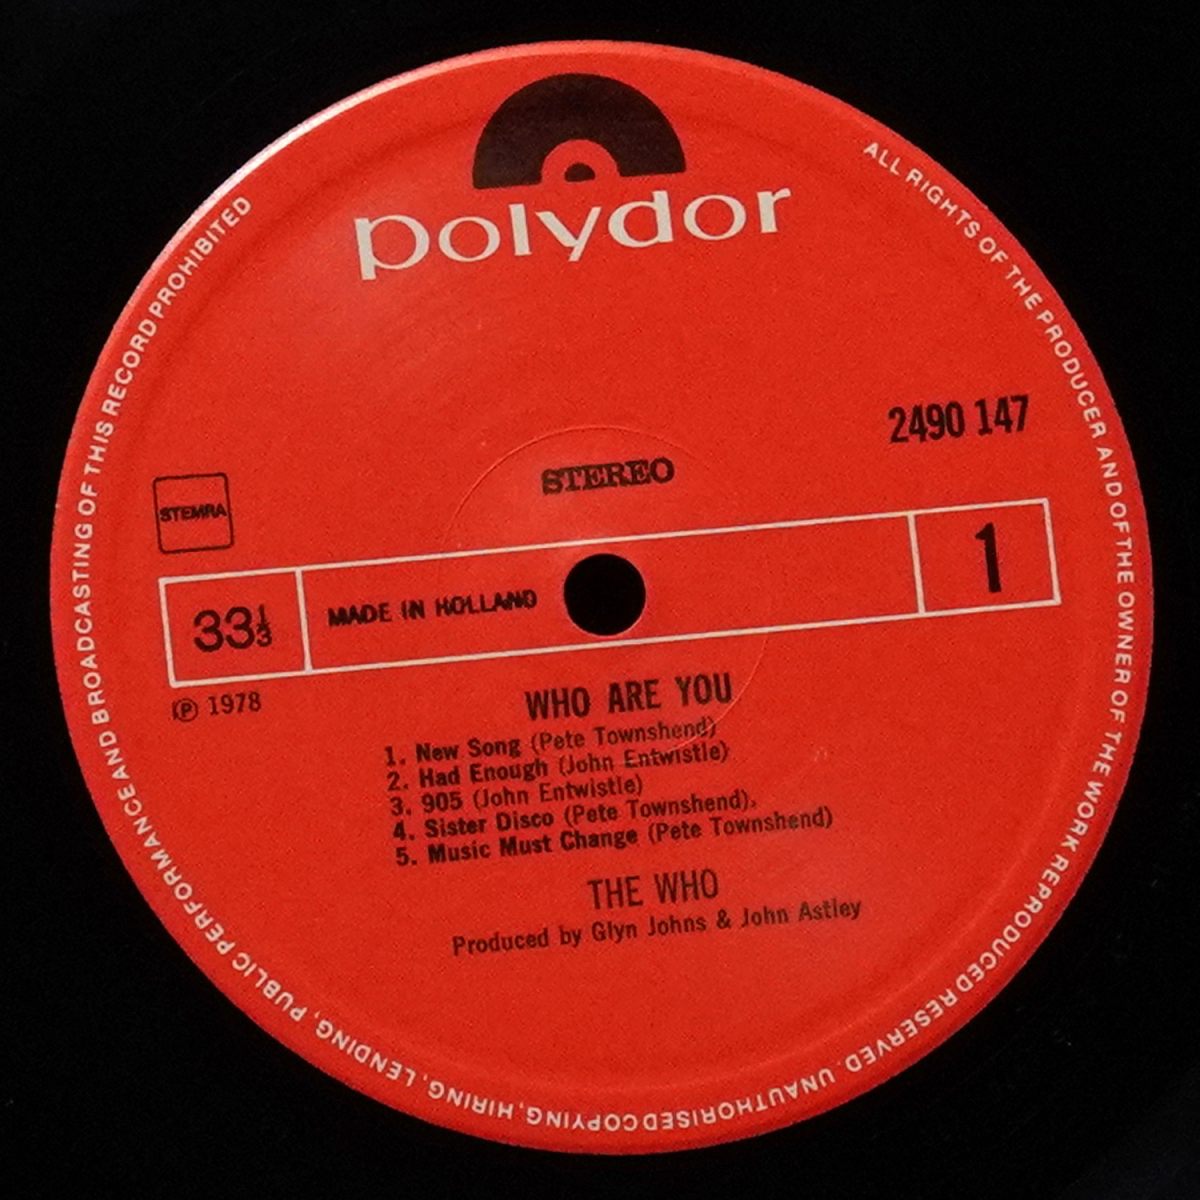 polydor
2490 147
STEREO
STEMRA
33⅓
MADE IN HOLLAND
1
℗ 1978
WHO ARE YOU
1. New Song (Pete Townshend)
2. Had Enough (John Entwistle)
3. 905 (John Entwistle)
4. Sister Disco (Pete Townshend),
5. Music Must Change (Pete Townshend)
THE WHO
Produced by Glyn Johns & John Astley
ALL RIGHTS OF THE PRODUCER AND OF THE OWNER OF THE WORK REPRODUCED RESERVED. UNAUTHORISED COPYING, HIRING, LENDING, PUBLIC PERFORMANCE AND BROADCASTING OF THIS RECORD PROHIBITED